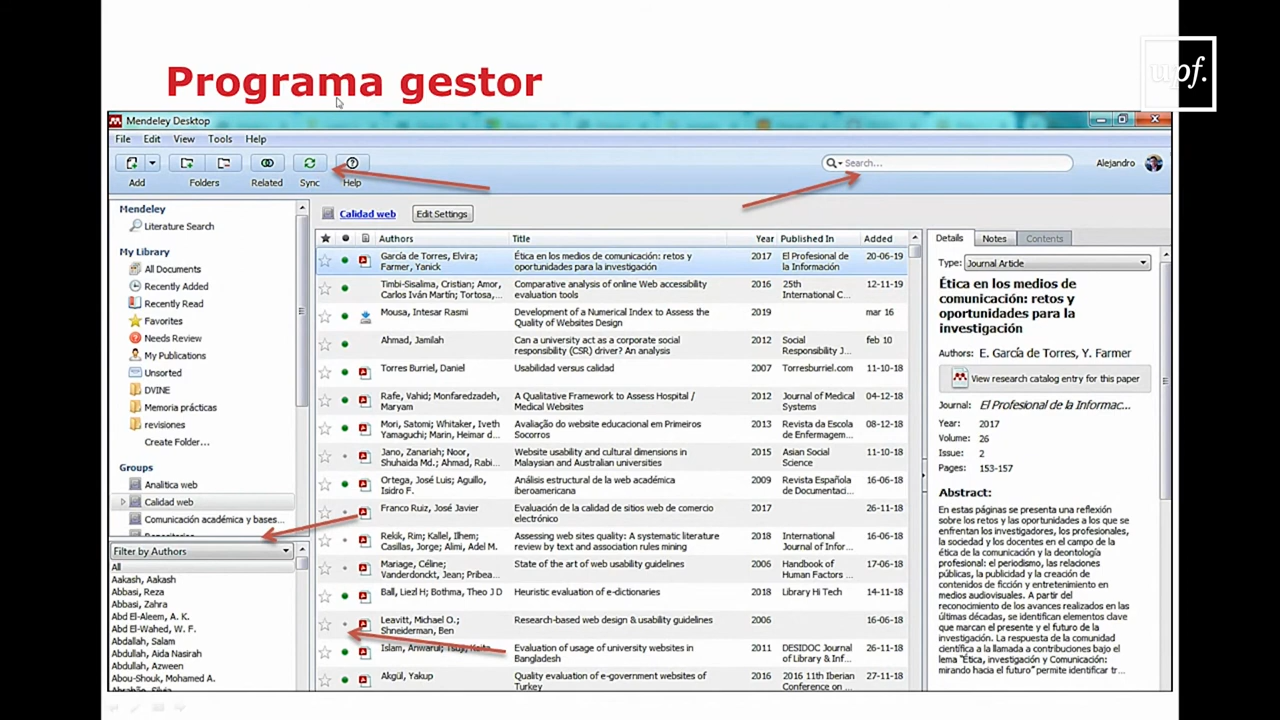 upf.
Programa gestor
Mendeley Desktop
File Edit View Tools Help
Add Folders Related Sync Help
Search...
Alejandro
Mendeley
Literature Search
My Library
All Documents
Recently Added
Recently Read
Favorites
Needs Review
My Publications
Unsorted
DVINE
Memoria prácticas
revisiones
Create Folder...
Groups
Analitica web
Calidad web
Comunicación académica y bases...
Filter by Authors
All
Aakash, Aakash
Abbasi, Reza
Abbasi, Zahra
Abd El-Aleem, A. K.
Abd El-Wahed, W. F.
Abdallah, Salam
Abdullah, Aida Nasirah
Abdullah, Azween
Abou-Shouk, Mohamed A.
Calidad web Edit Settings
Authors Title Year Published In Added
García de Torres, Elvira; Ética en los medios de comunicación: retos y 2017 El Profesional de 20-06-19
Farmer, Yanick oportunidades para la investigación la Información
Timbi-Sisalima, Cristian; Amor, Comparative analysis of online Web accessibility 2016 25th 12-11-19
Carlos Iván Martín; Tortosa,... evaluation tools International C...
Mousa, Intesar Rasmi Development of a Numerical Index to Assess the 2019 mar 16
Quality of Websites Design
Ahmad, Jamilah Can a university act as a corporate social 2012 Social feb 10
responsibility (CSR) driver? An analysis Responsibility J...
Torres Burriel, Daniel Usabilidad versus calidad 2007 Torresburriel.com 11-10-18
Rafe, Vahid; Monfaredzadeh, A Qualitative Framework to Assess Hospital / 2012 Journal of Medical 04-12-18
Maryam Medical Websites Systems
Mori, Satomi; Whitaker, Iveth Avaliação do website educacional em Primeiros 2013 Revista da Escola 08-12-18
Yamaguchi; Marin, Heimar d... Socorros de Enfermagem...
Jano, Zanariah; Noor, Website usability and cultural dimensions in 2015 Asian Social 11-10-18
Shuhaida Md.; Ahmad, Rabi... Malaysian and Australian universities Science
Ortega, José Luis; Aguillo, Análisis estructural de la web académica 2009 Revista Española 16-06-18
Isidro F. iberoamericana de Documentaci...
Franco Ruiz, José Javier Evaluación de la calidad de sitios web de comercio 2017 26-11-18
electrónico
Rekik, Rim; Kallel, Ilhem; Assessing web sites quality: A systematic literature 2018 International 16-06-18
Casillas, Jorge; Alimi, Adel M. review by text and association rules mining Journal of Infor...
Mariage, Céline; State of the art of web usability guidelines 2006 Handbook of 17-06-18
Vanderdonckt, Jean; Pribea... Human Factors ...
Ball, Liezl H; Bothma, Theo J D Heuristic evaluation of e-dictionaries 2018 Library Hi Tech 14-11-18
Leavitt, Michael O.; Research-based web design & usability guidelines 2006 16-06-18
Shneiderman, Ben
Islam, Anwarul; Tsuji, Keita Evaluation of usage of university websites in 2011 DESIDOC Journal 26-11-18
Bangladesh of Library & Inf...
Akgül, Yakup Quality evaluation of e-government websites of 2016 2016 11th Iberian 27-11-18
Turkey Conference on ...
Details Notes Contents
Type: Journal Article
Ética en los medios de
comunicación: retos y
oportunidades para la
investigación
Authors: E. García de Torres, Y. Farmer
View research catalog entry for this paper
Journal: El Profesional de la Informac...
Year: 2017
Volume: 26
Issue: 2
Pages: 153-157
Abstract:
En estas páginas se presenta una reflexión
sobre los retos y las oportunidades a los que se
enfrentan los investigadores, los profesionales,
la sociedad y los docentes en el campo de la
ética de la comunicación y la deontología
profesional: el periodismo, las relaciones
públicas, la publicidad y la creación de
contenidos de ficción y entretenimiento en
medios audiovisuales. A partir del
reconocimiento de los avances realizados en las
últimas décadas, se identifican elementos clave
que marcan el presente y el futuro de la
investigación. La respuesta de la comunidad
científica a la llamada a contribuciones bajo el
lema "Ética, investigación y Comunicación:
mirando hacia el futuro" permite identificar tr...